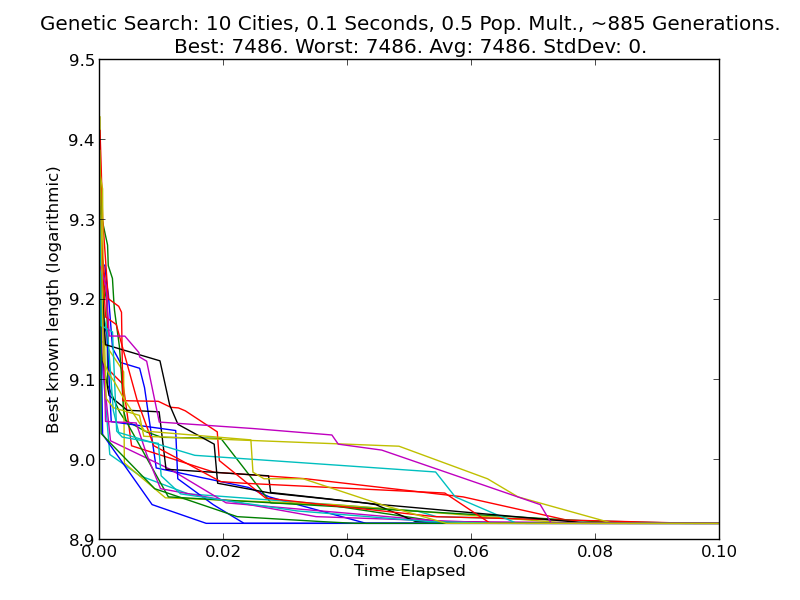 Genetic Search: 10 Cities, 0.1 Seconds, 0.5 Pop. Mult., ~885 Generations.
Best: 7486. Worst: 7486. Avg: 7486. StdDev: 0.
9.5
9.4
9.3
9.2
9.1
9.0
8.9
Best known length (logarithmic)
0.00 0.02 0.04 0.06 0.08 0.10
Time Elapsed